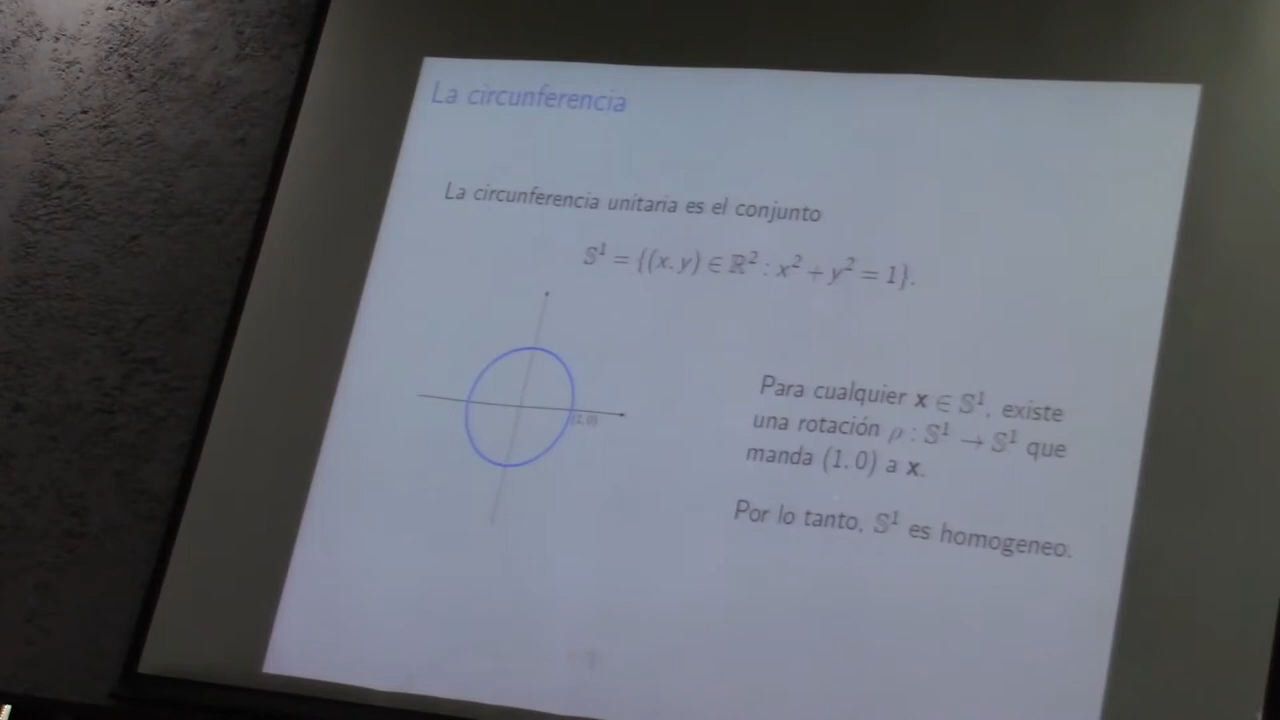 La circunferencia
La circunferencia unitaria es el conjunto
𝕊¹ = {(x, y) ∈ ℝ² : x² + y² = 1}.
(1, 0)
Para cualquier x ∈ 𝕊¹, existe
una rotación ρ : 𝕊¹ → 𝕊¹ que
manda (1, 0) a x.
Por lo tanto, 𝕊¹ es homogeneo.